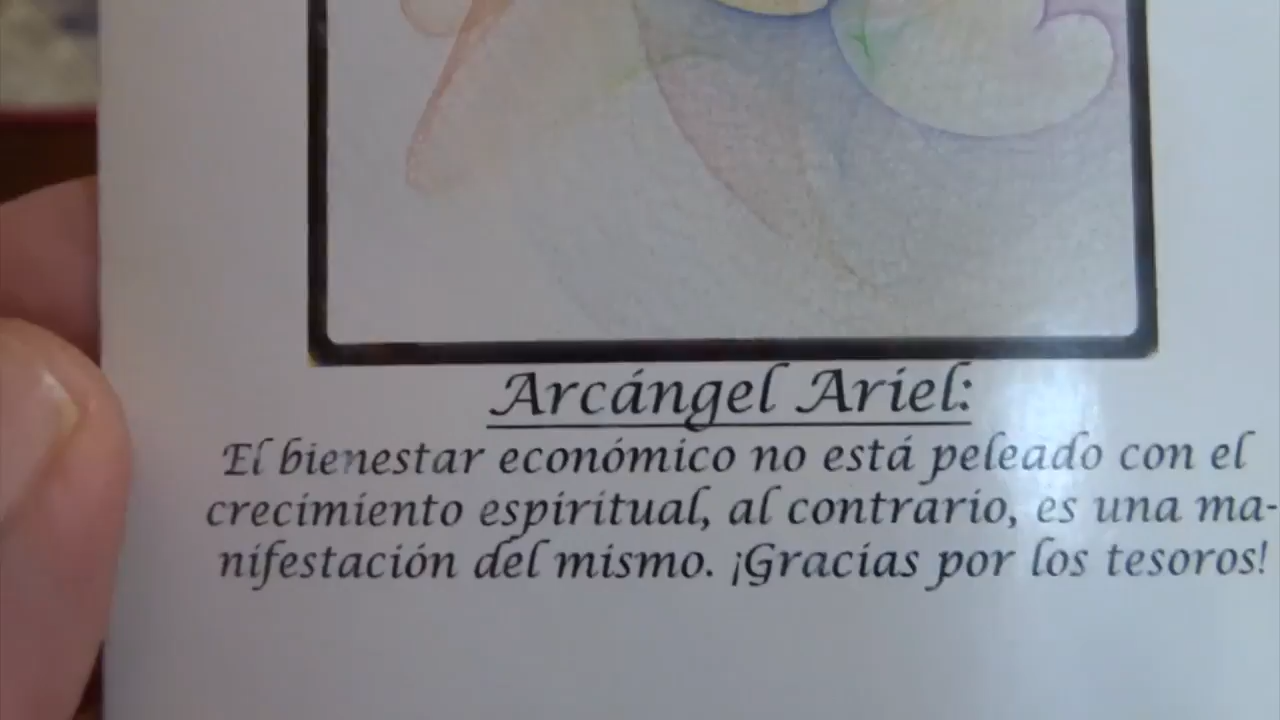 Arcángel Ariel:
El bienestar económico no está peleado con el
crecimiento espiritual, al contrario, es una ma-
nifestación del mismo. ¡Gracias por los tesoros!